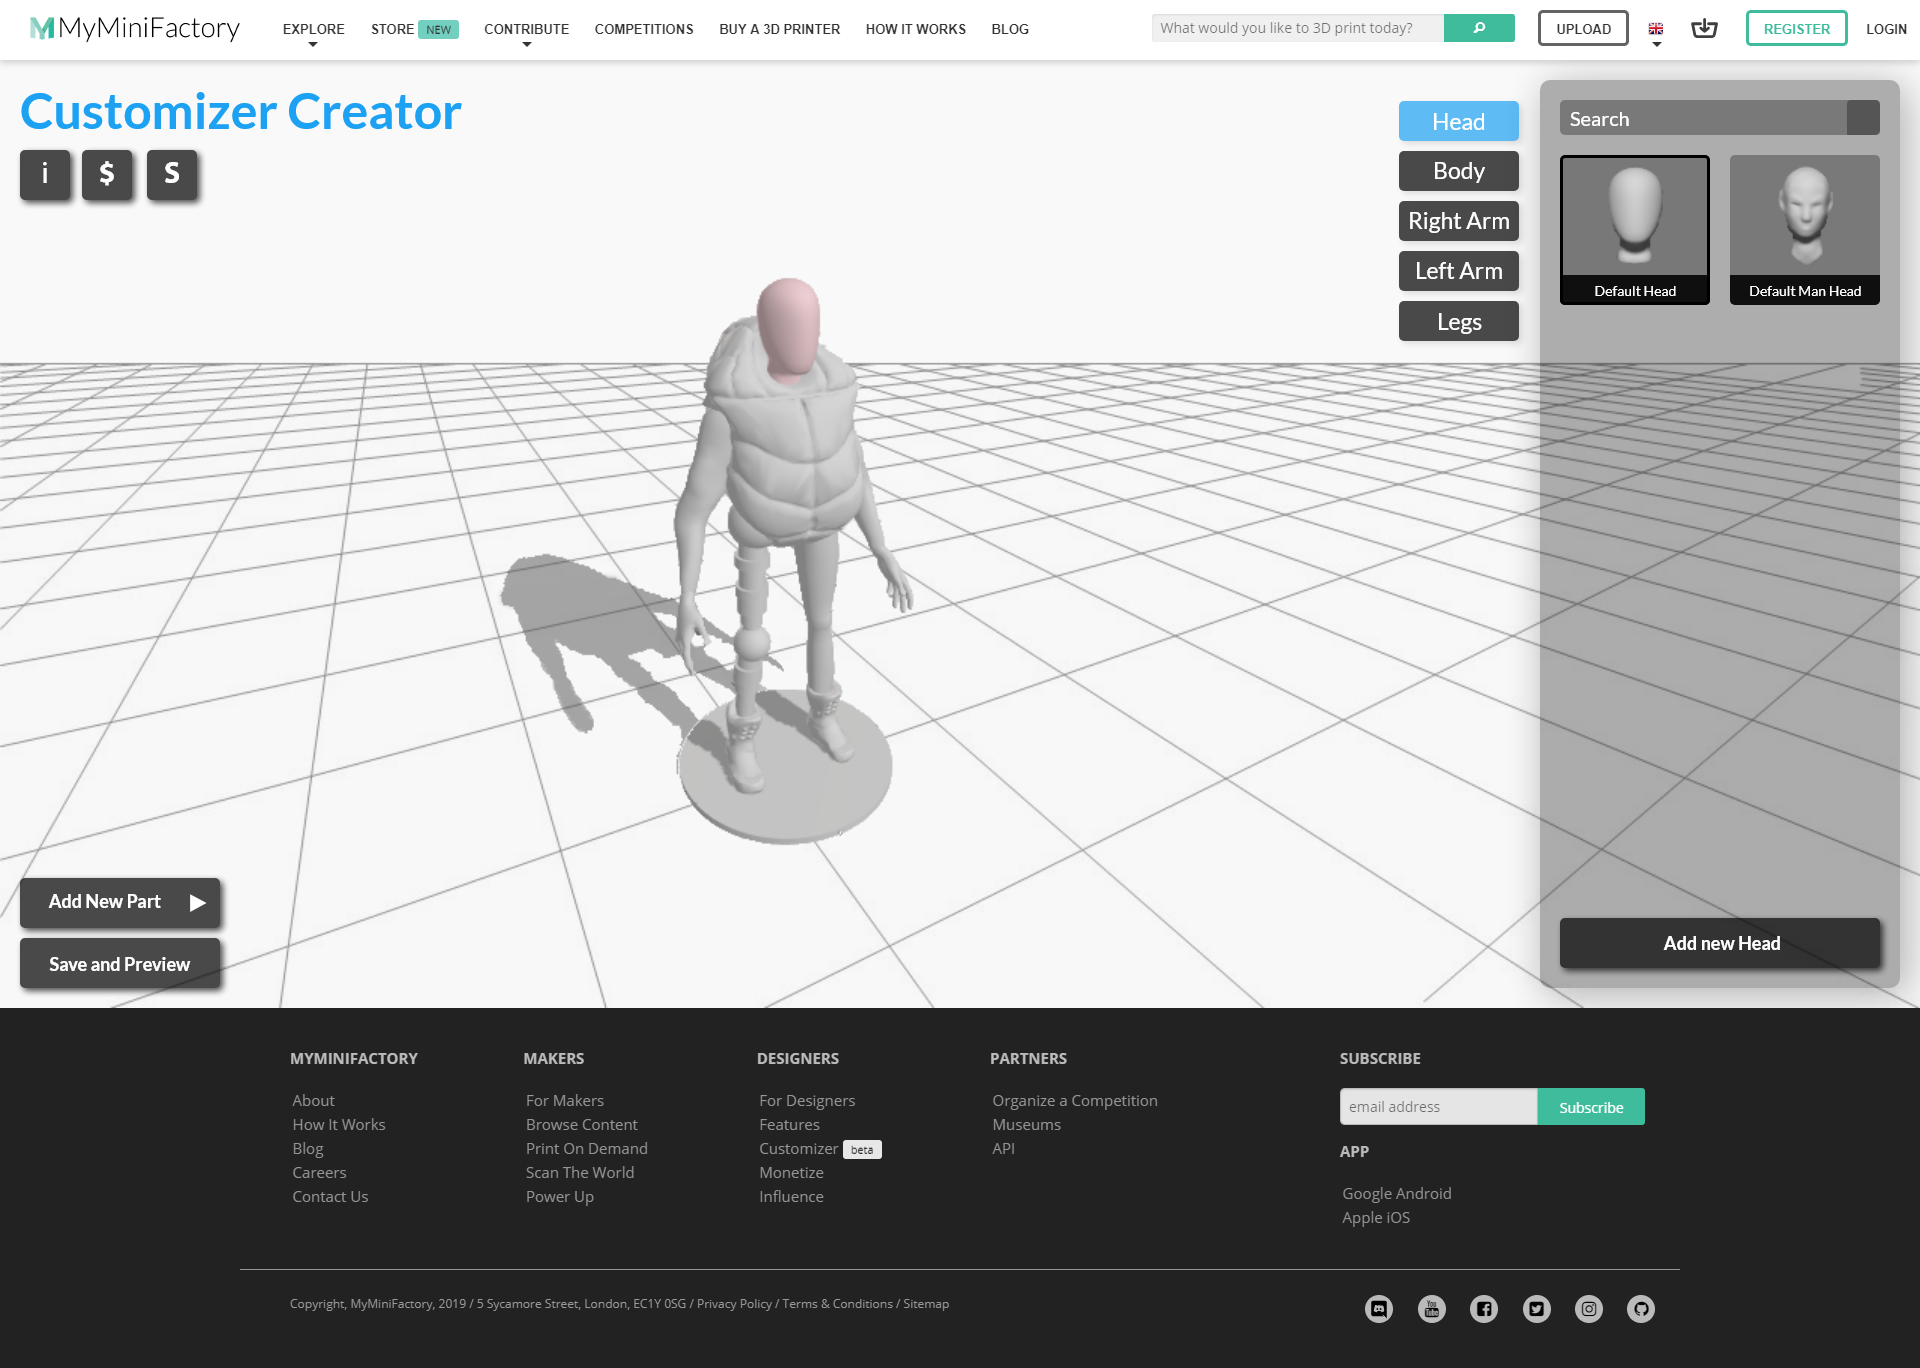 MyMiniFactory
EXPLORE STORE NEW CONTRIBUTE COMPETITIONS BUY A 3D PRINTER HOW IT WORKS BLOG What would you like to 3D print today? UPLOAD REGISTER LOGIN
Customizer Creator
i $ S
Head
Body
Right Arm
Left Arm
Legs
Search
Default Head Default Man Head
Add New Part
Save and Preview
Add new Head
MYMINIFACTORY
About
How It Works
Blog
Careers
Contact Us
MAKERS
For Makers
Browse Content
Print On Demand
Scan The World
Power Up
DESIGNERS
For Designers
Features
Customizer beta
Monetize
Influence
PARTNERS
Organize a Competition
Museums
API
SUBSCRIBE
email address Subscribe
APP
Google Android
Apple iOS
Copyright, MyMiniFactory, 2019 / 5 Sycamore Street, London, EC1Y 0SG / Privacy Policy / Terms & Conditions / Sitemap
You Tube